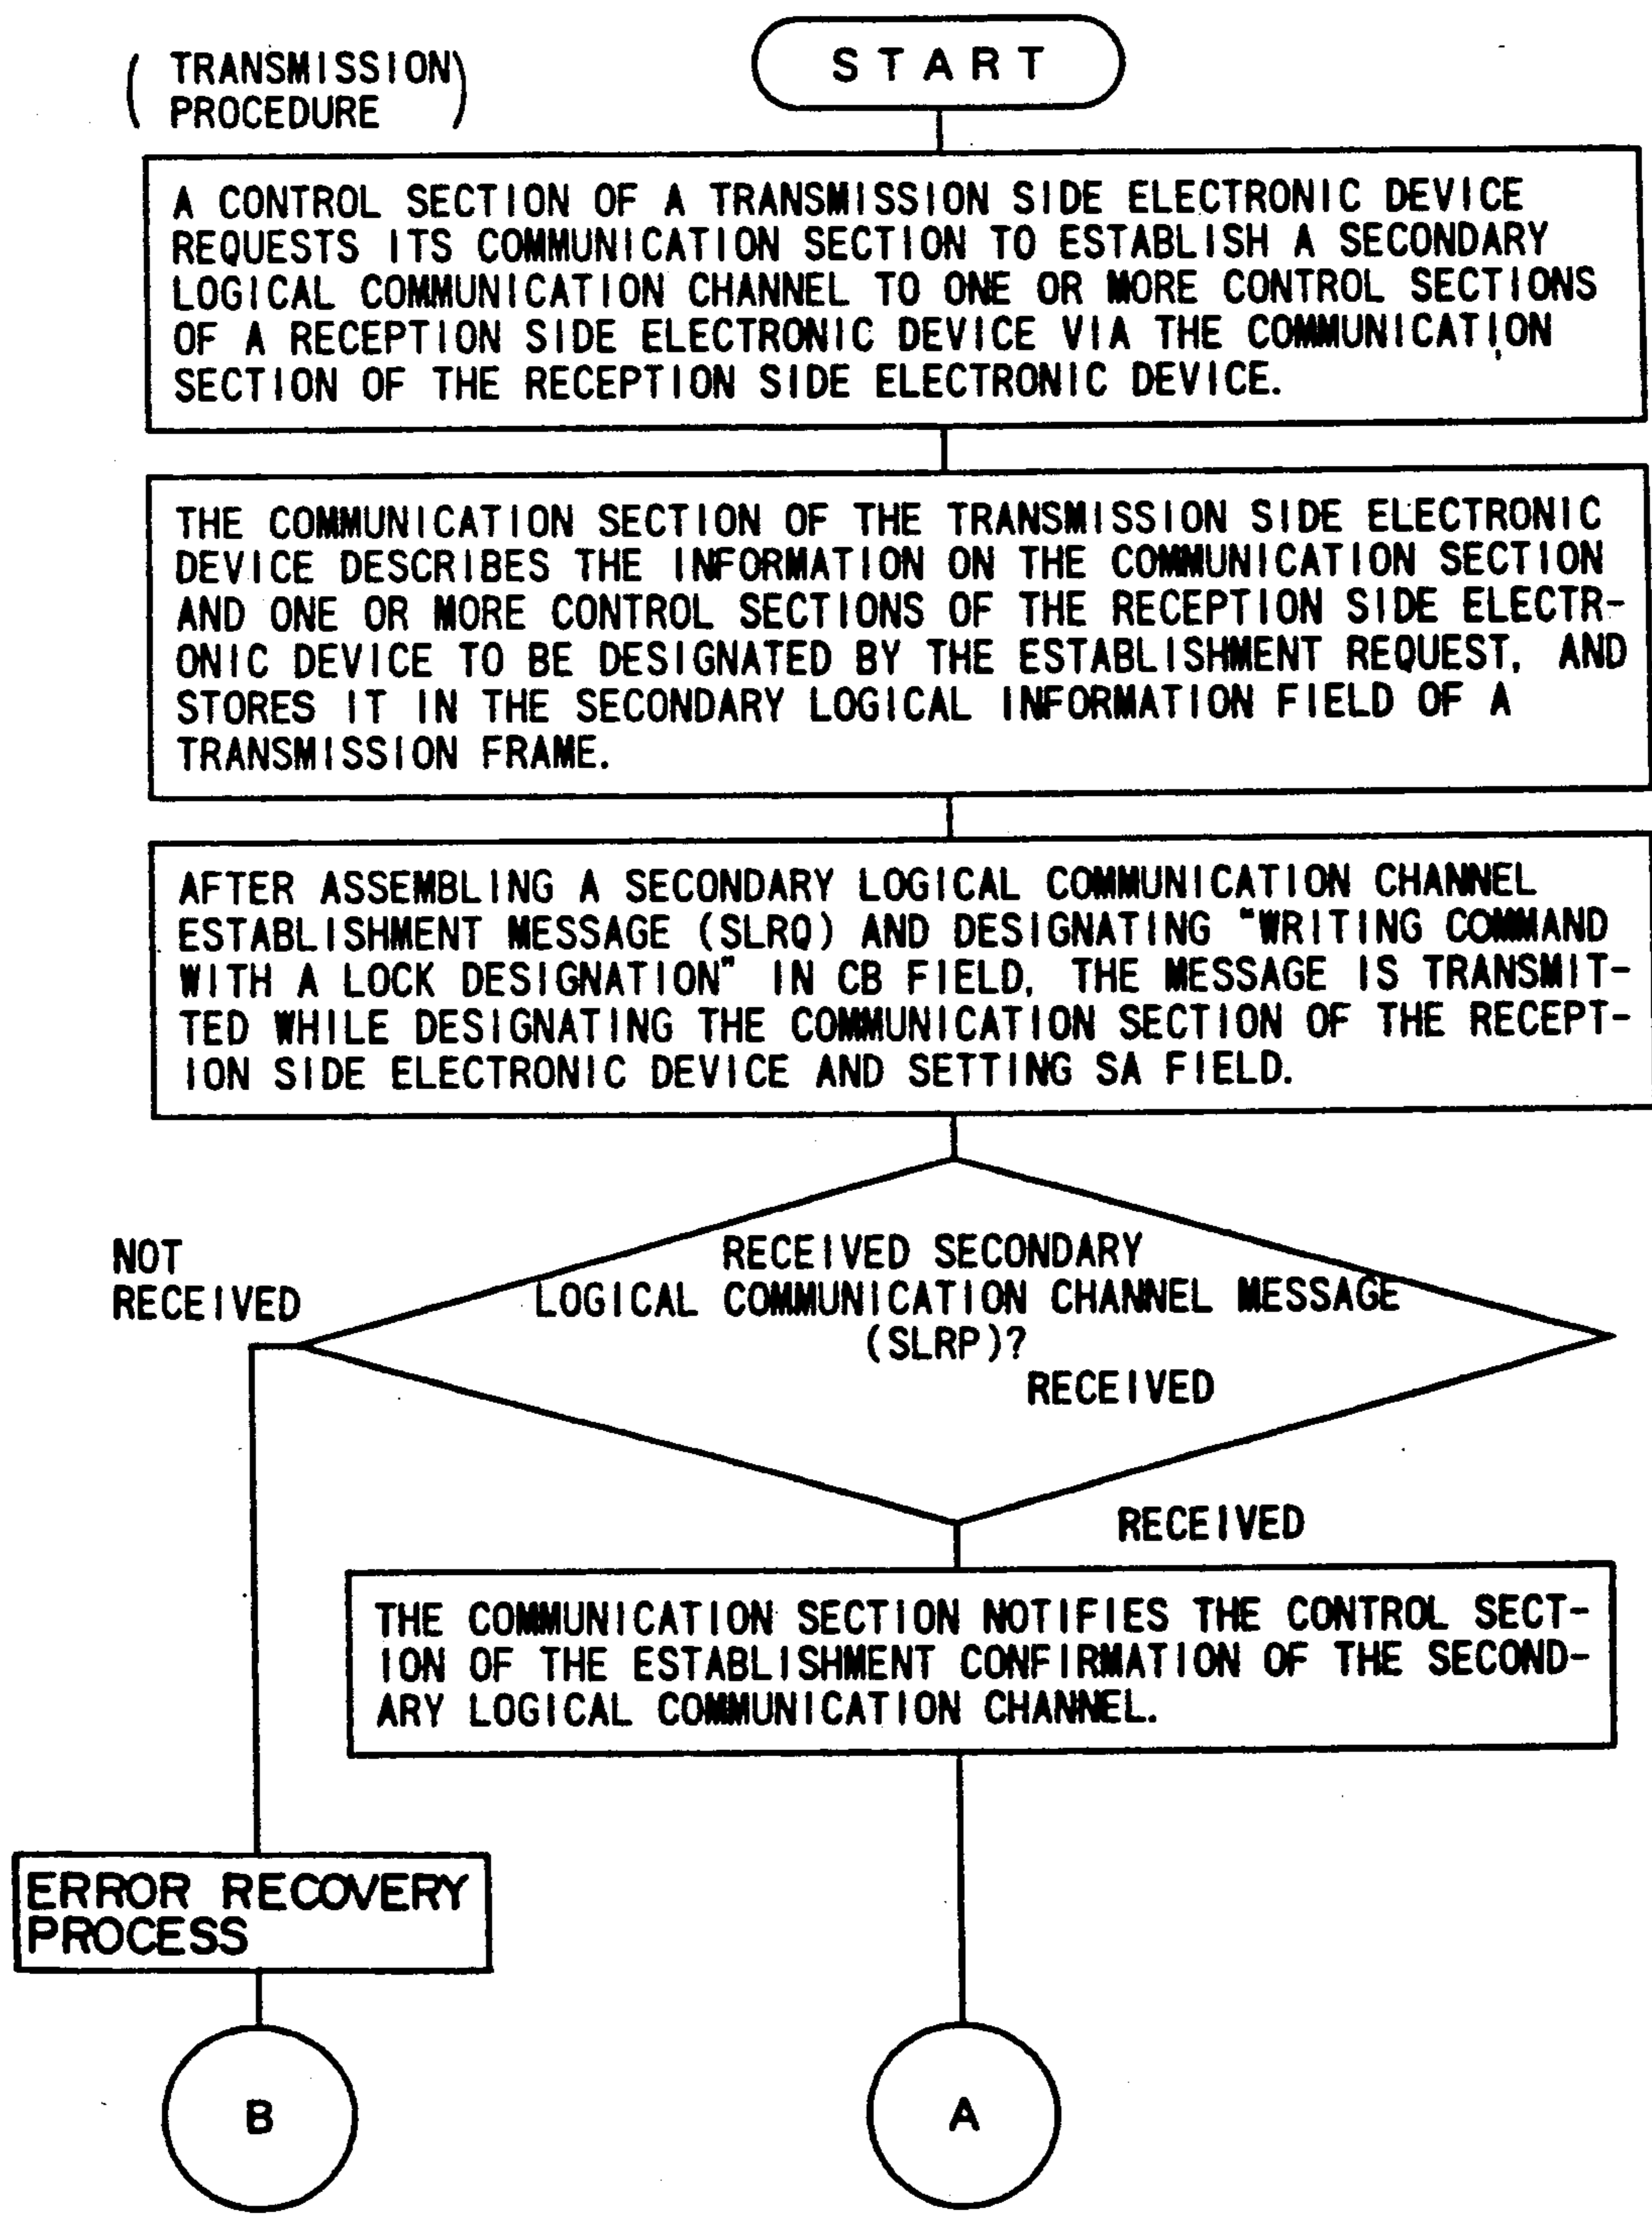 ( TRANSMISSION
PROCEDURE )
START
A CONTROL SECTION OF A TRANSMISSION SIDE ELECTRONIC DEVICE
REQUESTS ITS COMMUNICATION SECTION TO ESTABLISH A SECONDARY
LOGICAL COMMUNICATION CHANNEL TO ONE OR MORE CONTROL SECTIONS
OF A RECEPTION SIDE ELECTRONIC DEVICE VIA THE COMMUNICATION
SECTION OF THE RECEPTION SIDE ELECTRONIC DEVICE.
THE COMMUNICATION SECTION OF THE TRANSMISSION SIDE ELECTRONIC
DEVICE DESCRIBES THE INFORMATION ON THE COMMUNICATION SECTION
AND ONE OR MORE CONTROL SECTIONS OF THE RECEPTION SIDE ELECTR-
ONIC DEVICE TO BE DESIGNATED BY THE ESTABLISHMENT REQUEST, AND
STORES IT IN THE SECONDARY LOGICAL INFORMATION FIELD OF A
TRANSMISSION FRAME.
AFTER ASSEMBLING A SECONDARY LOGICAL COMMUNICATION CHANNEL
ESTABLISHMENT MESSAGE (SLRQ) AND DESIGNATING "WRITING COMMAND
WITH A LOCK DESIGNATION" IN CB FIELD, THE MESSAGE IS TRANSMIT-
TED WHILE DESIGNATING THE COMMUNICATION SECTION OF THE RECEPT-
ION SIDE ELECTRONIC DEVICE AND SETTING SA FIELD.
NOT
RECEIVED
RECEIVED SECONDARY
LOGICAL COMMUNICATION CHANNEL MESSAGE
(SLRP)?
RECEIVED
RECEIVED
THE COMMUNICATION SECTION NOTIFIES THE CONTROL SECT-
ION OF THE ESTABLISHMENT CONFIRMATION OF THE SECOND-
ARY LOGICAL COMMUNICATION CHANNEL.
ERROR RECOVERY
PROCESS
B
A